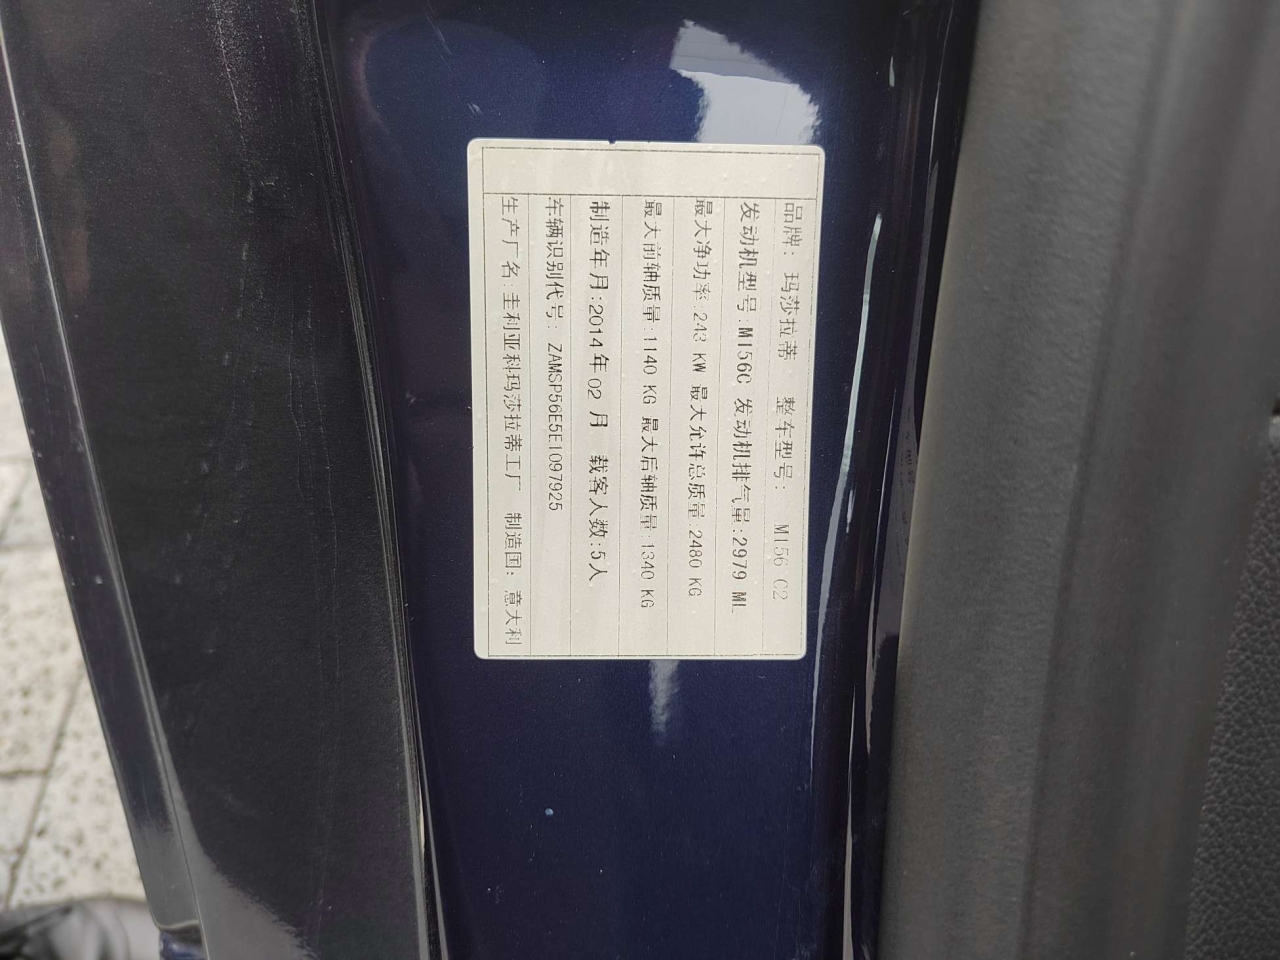 品牌: 玛莎拉蒂 整车型号: M156 C2
发动机型号:M156C 发动机排气量:2979 ML
最大净功率:243 KW 最大允许总质量:2480 KG
最大前轴质量:1140 KG 最大后轴质量:1340 KG
制造年月:2014年02月 载客人数:5人
车辆识别代号: ZAMSP56E5E1097925
生产厂名:圭利亚科玛莎拉蒂工厂 制造国: 意大利